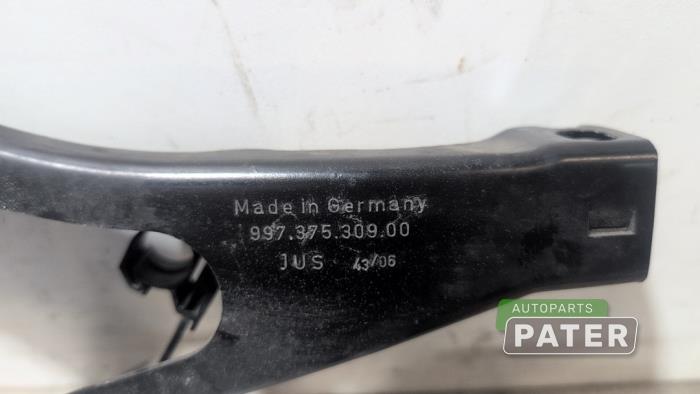 Made in Germany
997.375.309.00
JUS 43/06
AUTOPARTS
PATER